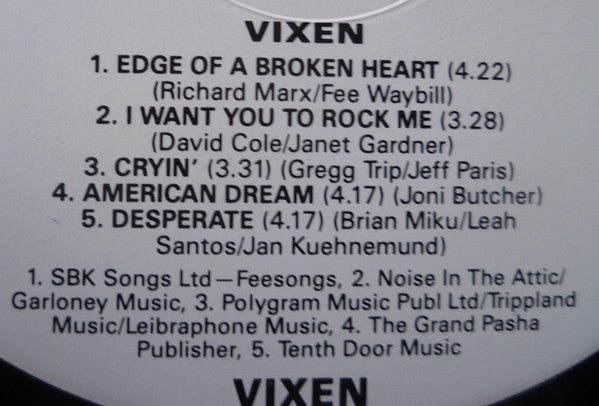 VIXEN
1. EDGE OF A BROKEN HEART (4.22)
(Richard Marx/Fee Waybill)
2. I WANT YOU TO ROCK ME (3.28)
(David Cole/Janet Gardner)
3. CRYIN' (3.31) (Gregg Trip/Jeff Paris)
4. AMERICAN DREAM (4.17) (Joni Butcher)
5. DESPERATE (4.17) (Brian Miku/Leah
Santos/Jan Kuehnemund)
1. SBK Songs Ltd—Feesongs, 2. Noise In The Attic/
Garloney Music, 3. Polygram Music Publ Ltd/Trippland
Music/Leibraphone Music, 4. The Grand Pasha
Publisher, 5. Tenth Door Music
VIXEN